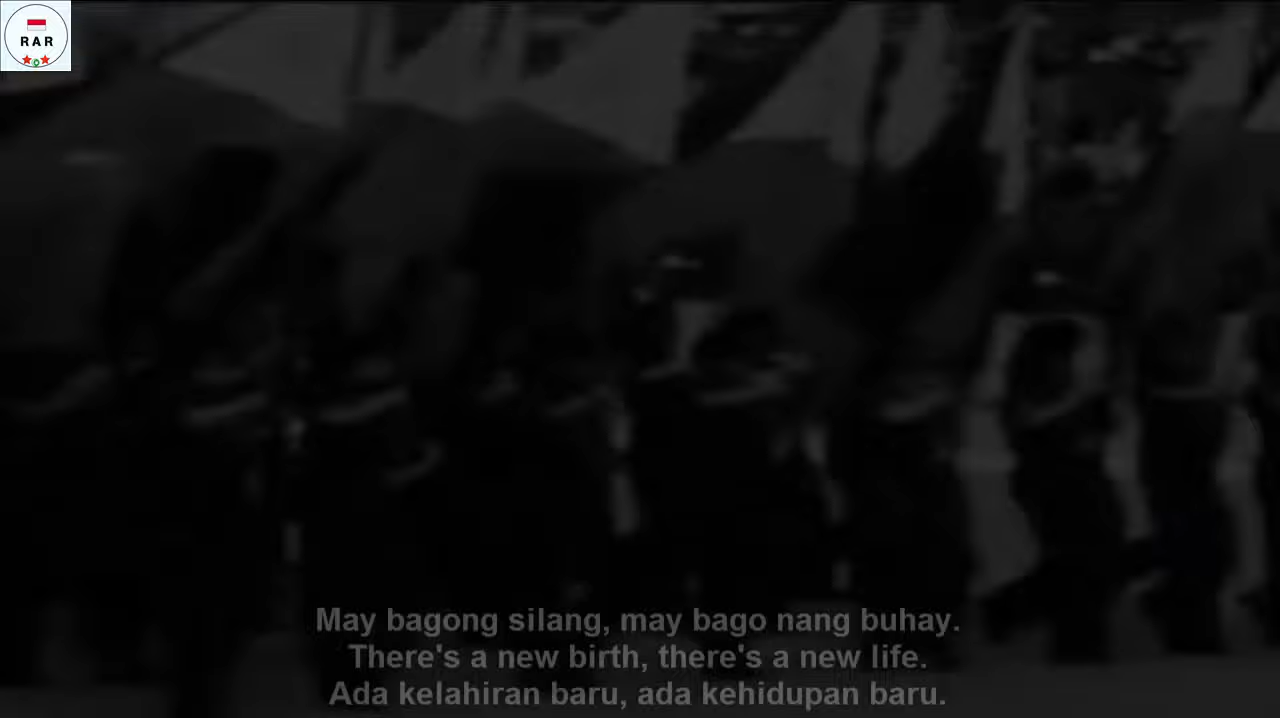 RAR
May bagong silang, may bago nang buhay.
There's a new birth, there's a new life.
Ada kelahiran baru, ada kehidupan baru.